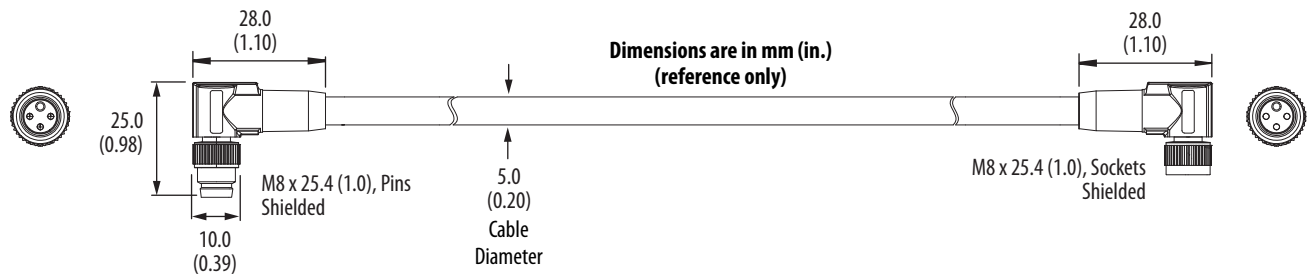 28.0
(1.10)
Dimensions are in mm (in.)
(reference only)
28.0
(1.10)
25.0
(0.98)
M8 x 25.4 (1.0), Pins
Shielded
10.0
(0.39)
5.0
(0.20)
Cable
Diameter
M8 x 25.4 (1.0), Sockets
Shielded